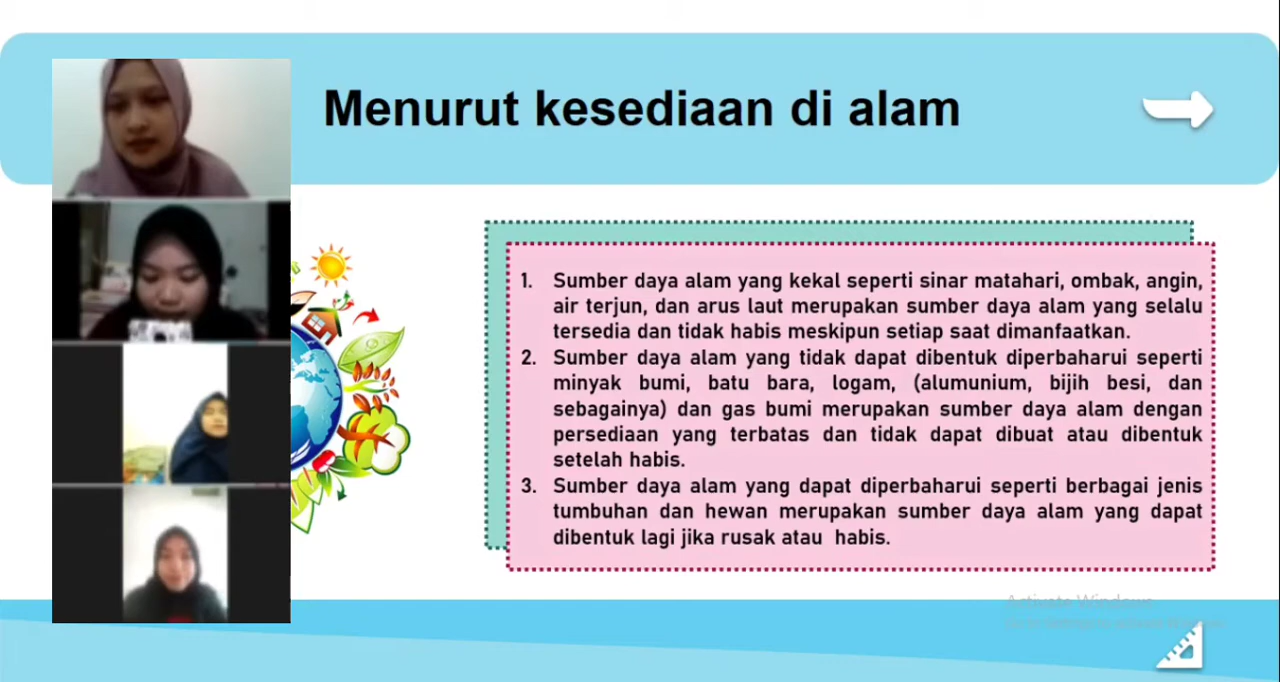 Menurut kesediaan di alam
1. Sumber daya alam yang kekal seperti sinar matahari, ombak, angin,
air terjun, dan arus laut merupakan sumber daya alam yang selalu
tersedia dan tidak habis meskipun setiap saat dimanfaatkan.
2. Sumber daya alam yang tidak dapat dibentuk diperbaharui seperti
minyak bumi, batu bara, logam, (alumunium, bijih besi, dan
sebagainya) dan gas bumi merupakan sumber daya alam dengan
persediaan yang terbatas dan tidak dapat dibuat atau dibentuk
setelah habis.
3. Sumber daya alam yang dapat diperbaharui seperti berbagai jenis
tumbuhan dan hewan merupakan sumber daya alam yang dapat
dibentuk lagi jika rusak atau habis.
Activate Windows